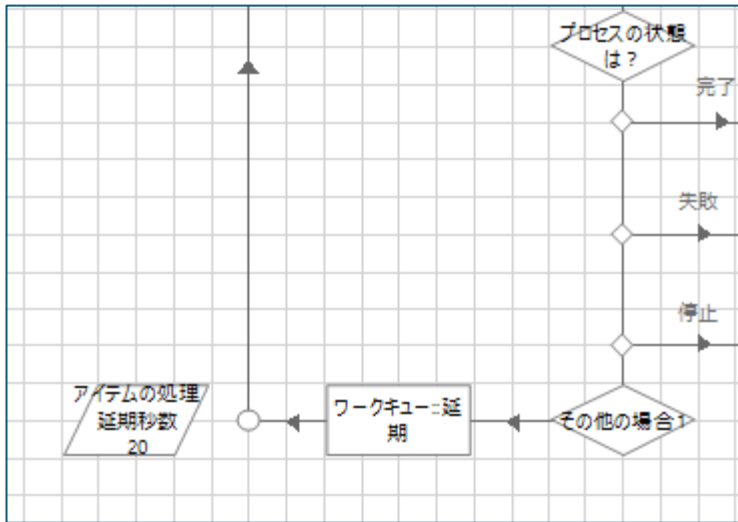 プロセスの状態
は？
完了
失敗
停止
アイテムの処理
延期秒数
20
ワークキュー::延
期
その他の場合1